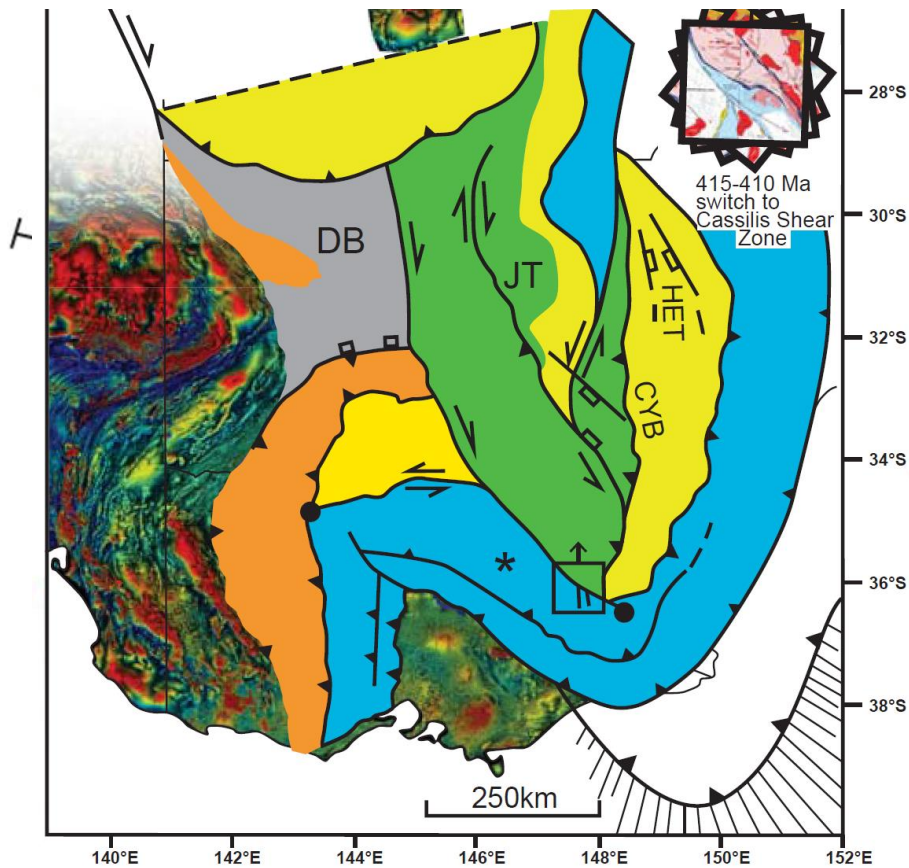 28°S
415-410 Ma
switch to
Cassilis Shear
Zone
30°S
DB
JT
HET
32°S
CYB
34°S
*
36°S
38°S
250km
140°E 142°E 144°E 146°E 148°E 150°E 152°E